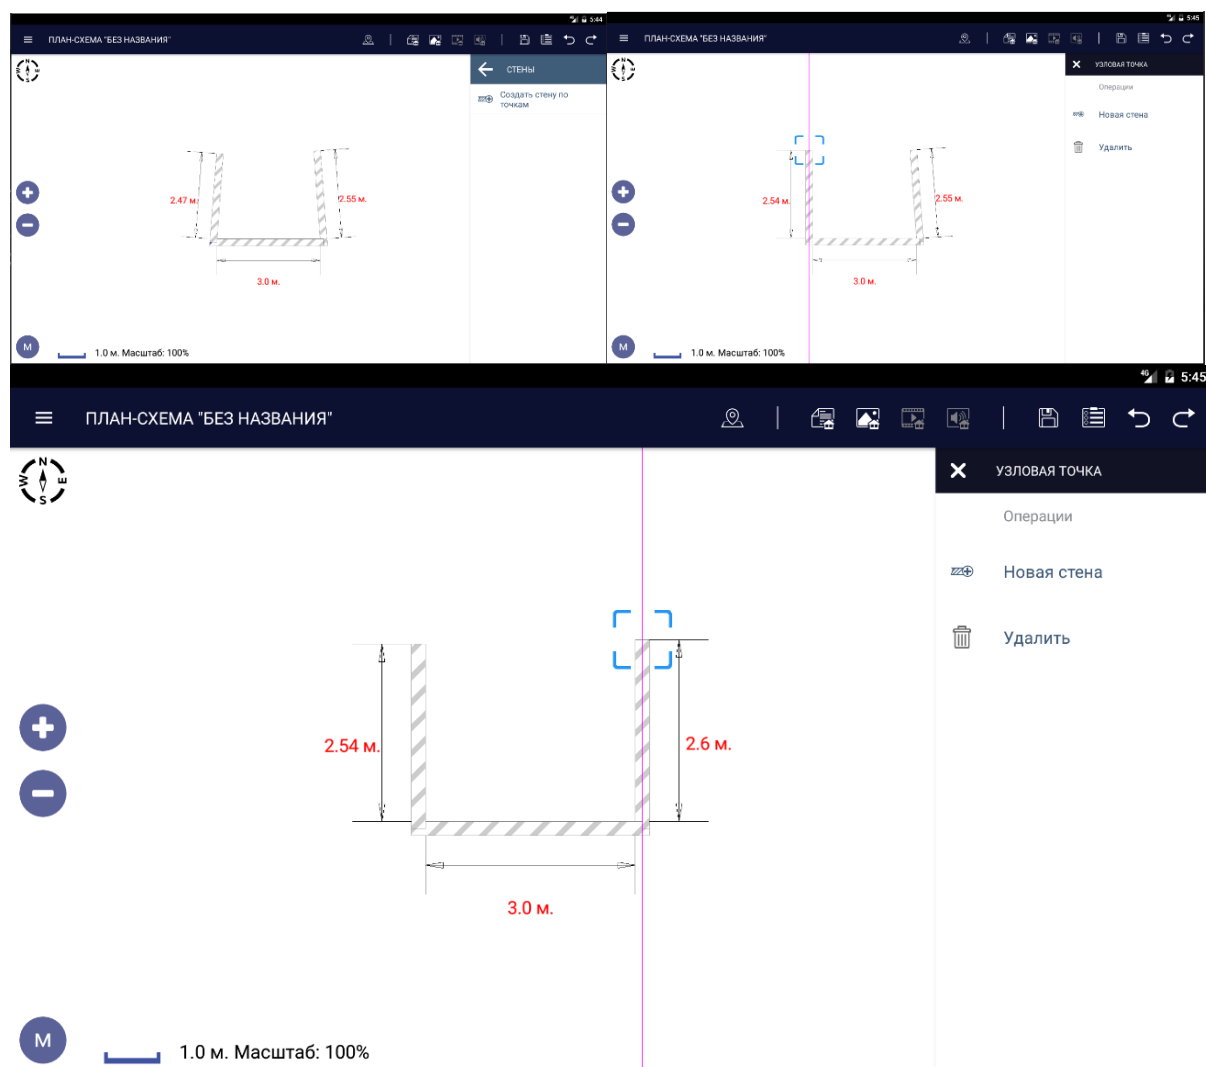 5:44
ПЛАН-СХЕМА "БЕЗ НАЗВАНИЯ"
N
W E
S
СТЕНЫ
Создать стену по
точкам
2.47 м.
2.55 м.
3.0 м.
М
1.0 м. Масштаб: 100%
5:45
ПЛАН-СХЕМА "БЕЗ НАЗВАНИЯ"
N
W E
S
УЗЛОВАЯ ТОЧКА
Операции
Новая стена
Удалить
2.54 м.
2.55 м.
3.0 м.
М
1.0 м. Масштаб: 100%
4G 5:45
ПЛАН-СХЕМА "БЕЗ НАЗВАНИЯ"
N
W E
S
УЗЛОВАЯ ТОЧКА
Операции
Новая стена
Удалить
2.54 м.
2.6 м.
3.0 м.
М
1.0 м. Масштаб: 100%